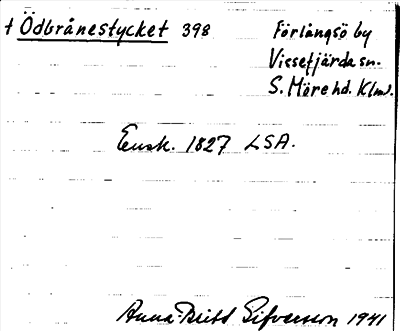 † Ödbrånestycket 398 Förlångsö by
Vissefjärda sn.
S. Möre hd. Klm.
Ensk. 1827 LSA.
Anna-Britt Sifversson 1941